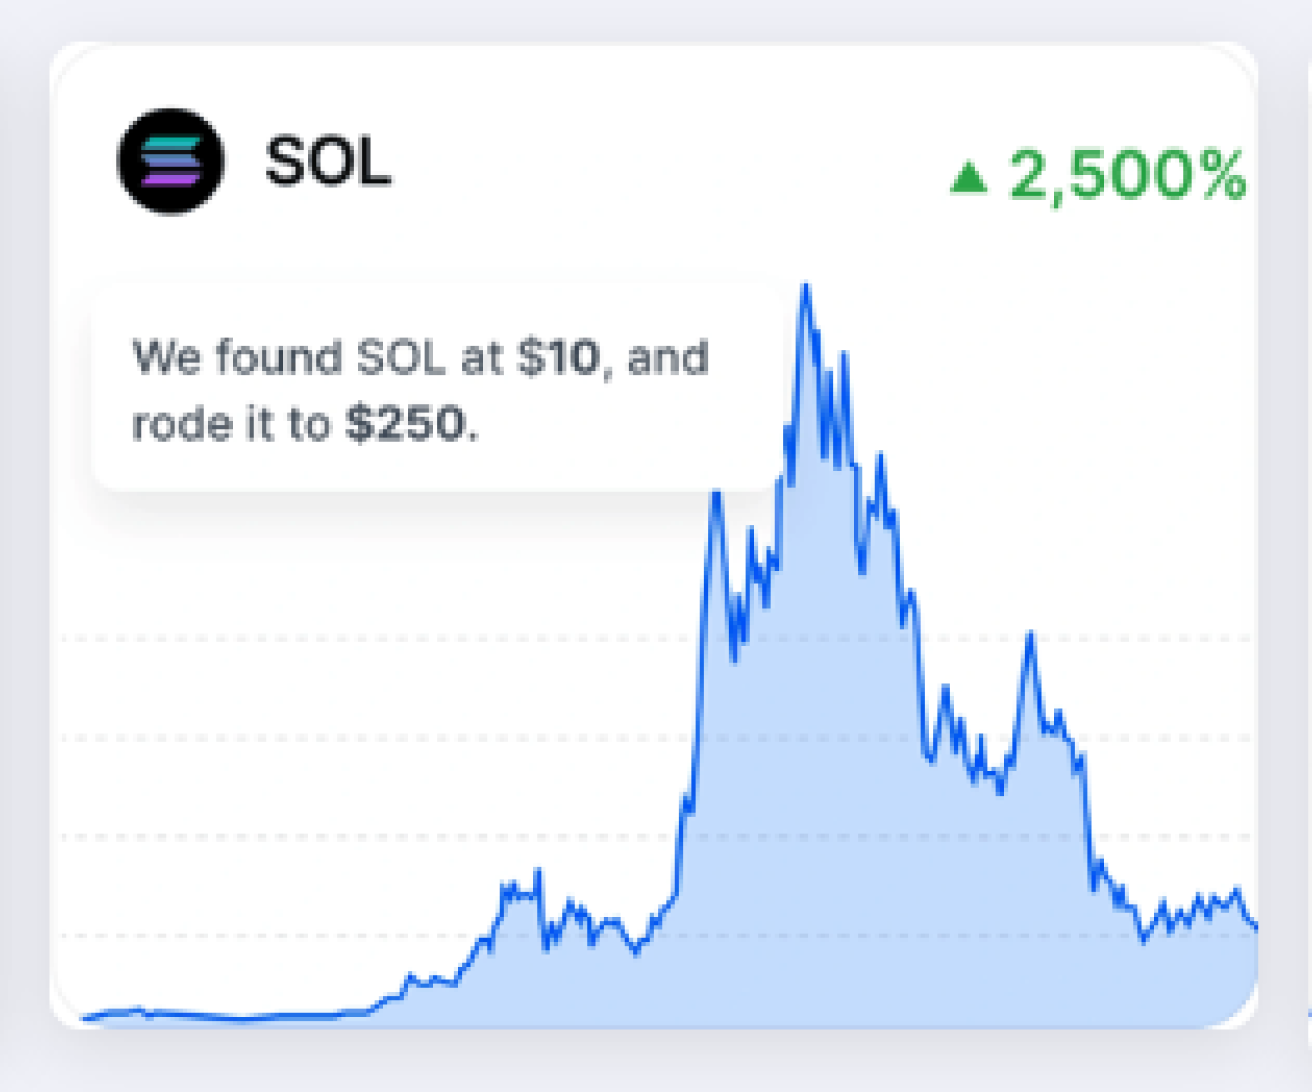 SOL
▲ 2,500%
We found SOL at $10, and
rode it to $250.